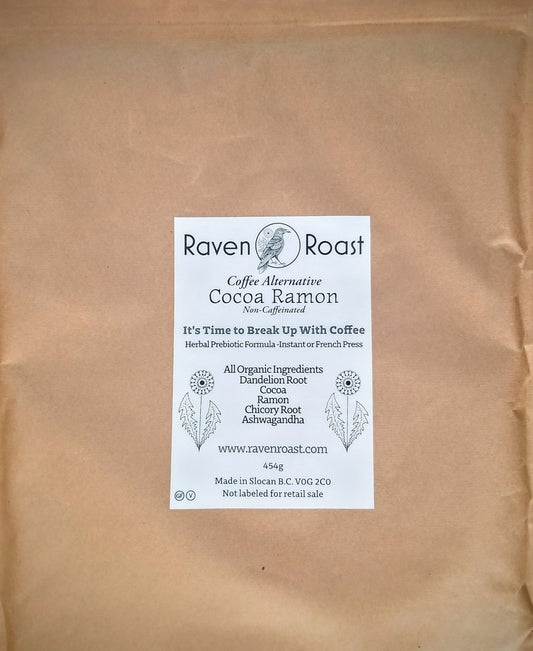 Raven Roast
Coffee Alternative
Cocoa Ramon
Non-Caffeinated
It's Time to Break Up With Coffee
Herbal Prebiotic Formula -Instant or French Press
All Organic Ingredients
Dandelion Root
Cocoa
Ramon
Chicory Root
Ashwagandha
www.ravenroast.com
454g
Made in Slocan B.C. V0G 2C0
Not labeled for retail sale
GF V